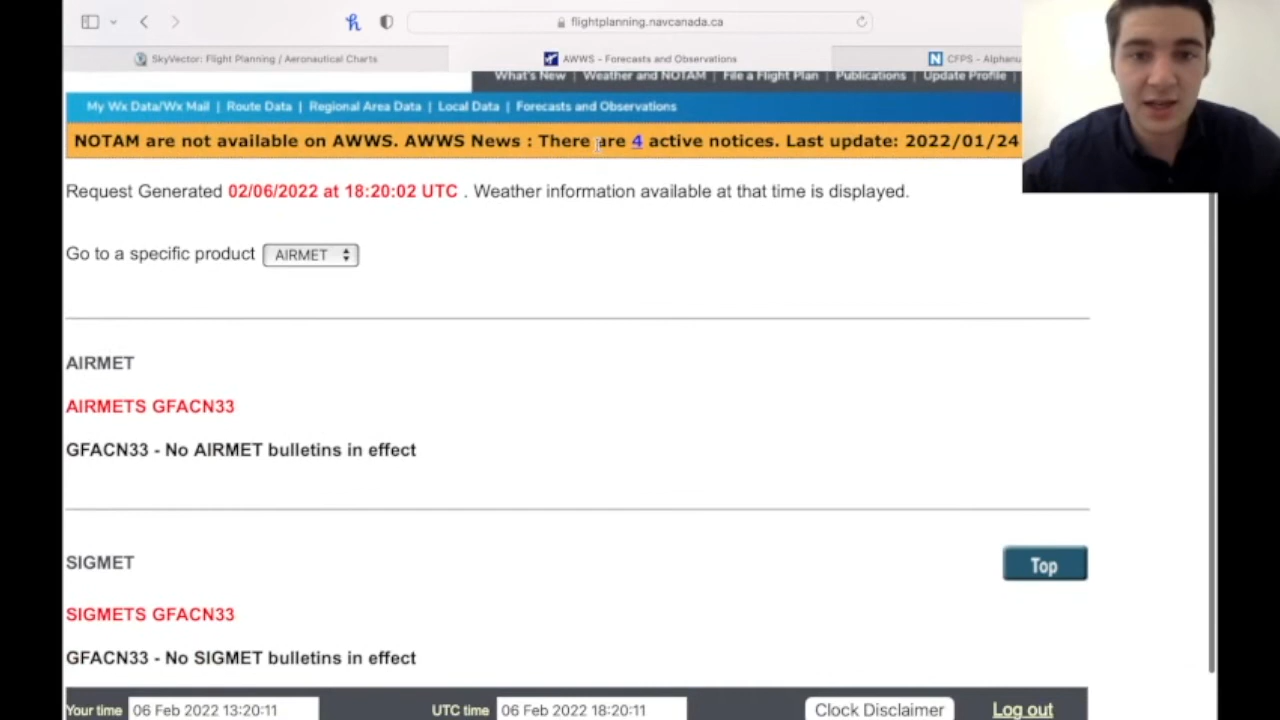 flightplanning.navcanada.ca
SkyVector: Flight Planning / Aeronautical Charts
AWWS - Forecasts and Observations
CFPS - Alphanu
What's New | Weather and NOTAM | File a Flight Plan | Publications | Update Profile |
My Wx Data/Wx Mail | Route Data | Regional Area Data | Local Data | Forecasts and Observations
NOTAM are not available on AWWS. AWWS News : There are 4 active notices. Last update: 2022/01/24
Request Generated 02/06/2022 at 18:20:02 UTC . Weather information available at that time is displayed.
Go to a specific product AIRMET
AIRMET
AIRMETS GFACN33
GFACN33 - No AIRMET bulletins in effect
SIGMET
Top
SIGMETS GFACN33
GFACN33 - No SIGMET bulletins in effect
Your time 06 Feb 2022 13:20:11 UTC time 06 Feb 2022 18:20:11 Clock Disclaimer Log out